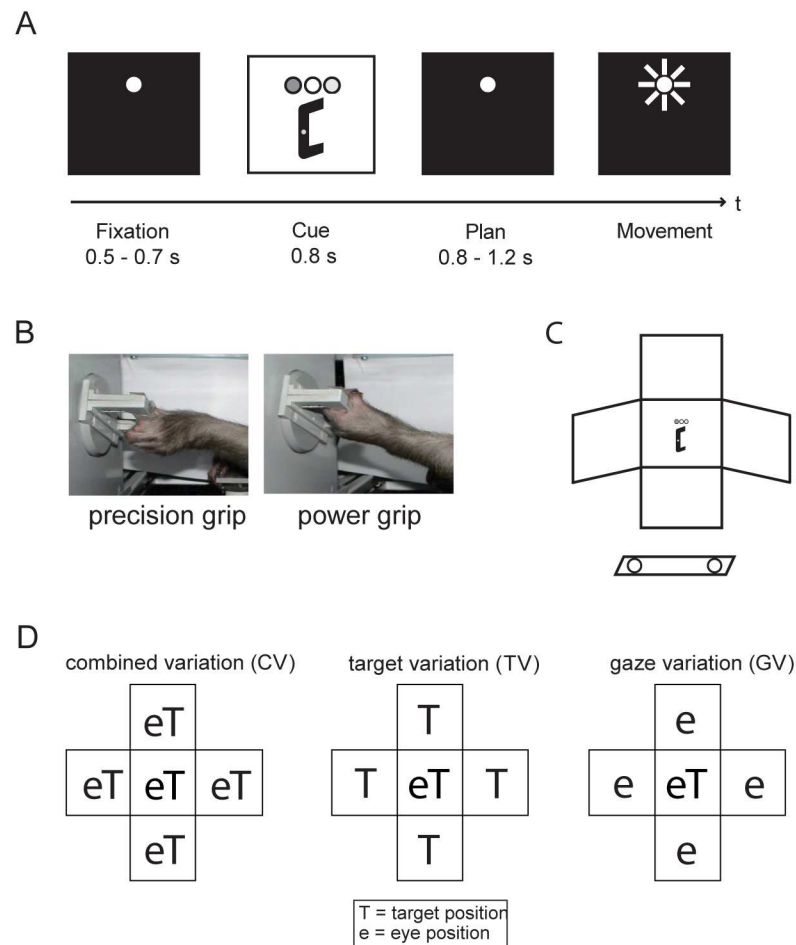 A
t
Fixation
0.5 - 0.7 s
Cue
0.8 s
Plan
0.8 - 1.2 s
Movement
B
precision grip
power grip
C
D
combined variation (CV)
eT
eT eT eT
eT
target variation (TV)
T
T eT T
T
gaze variation (GV)
e
e eT e
e
T = target position
e = eye position